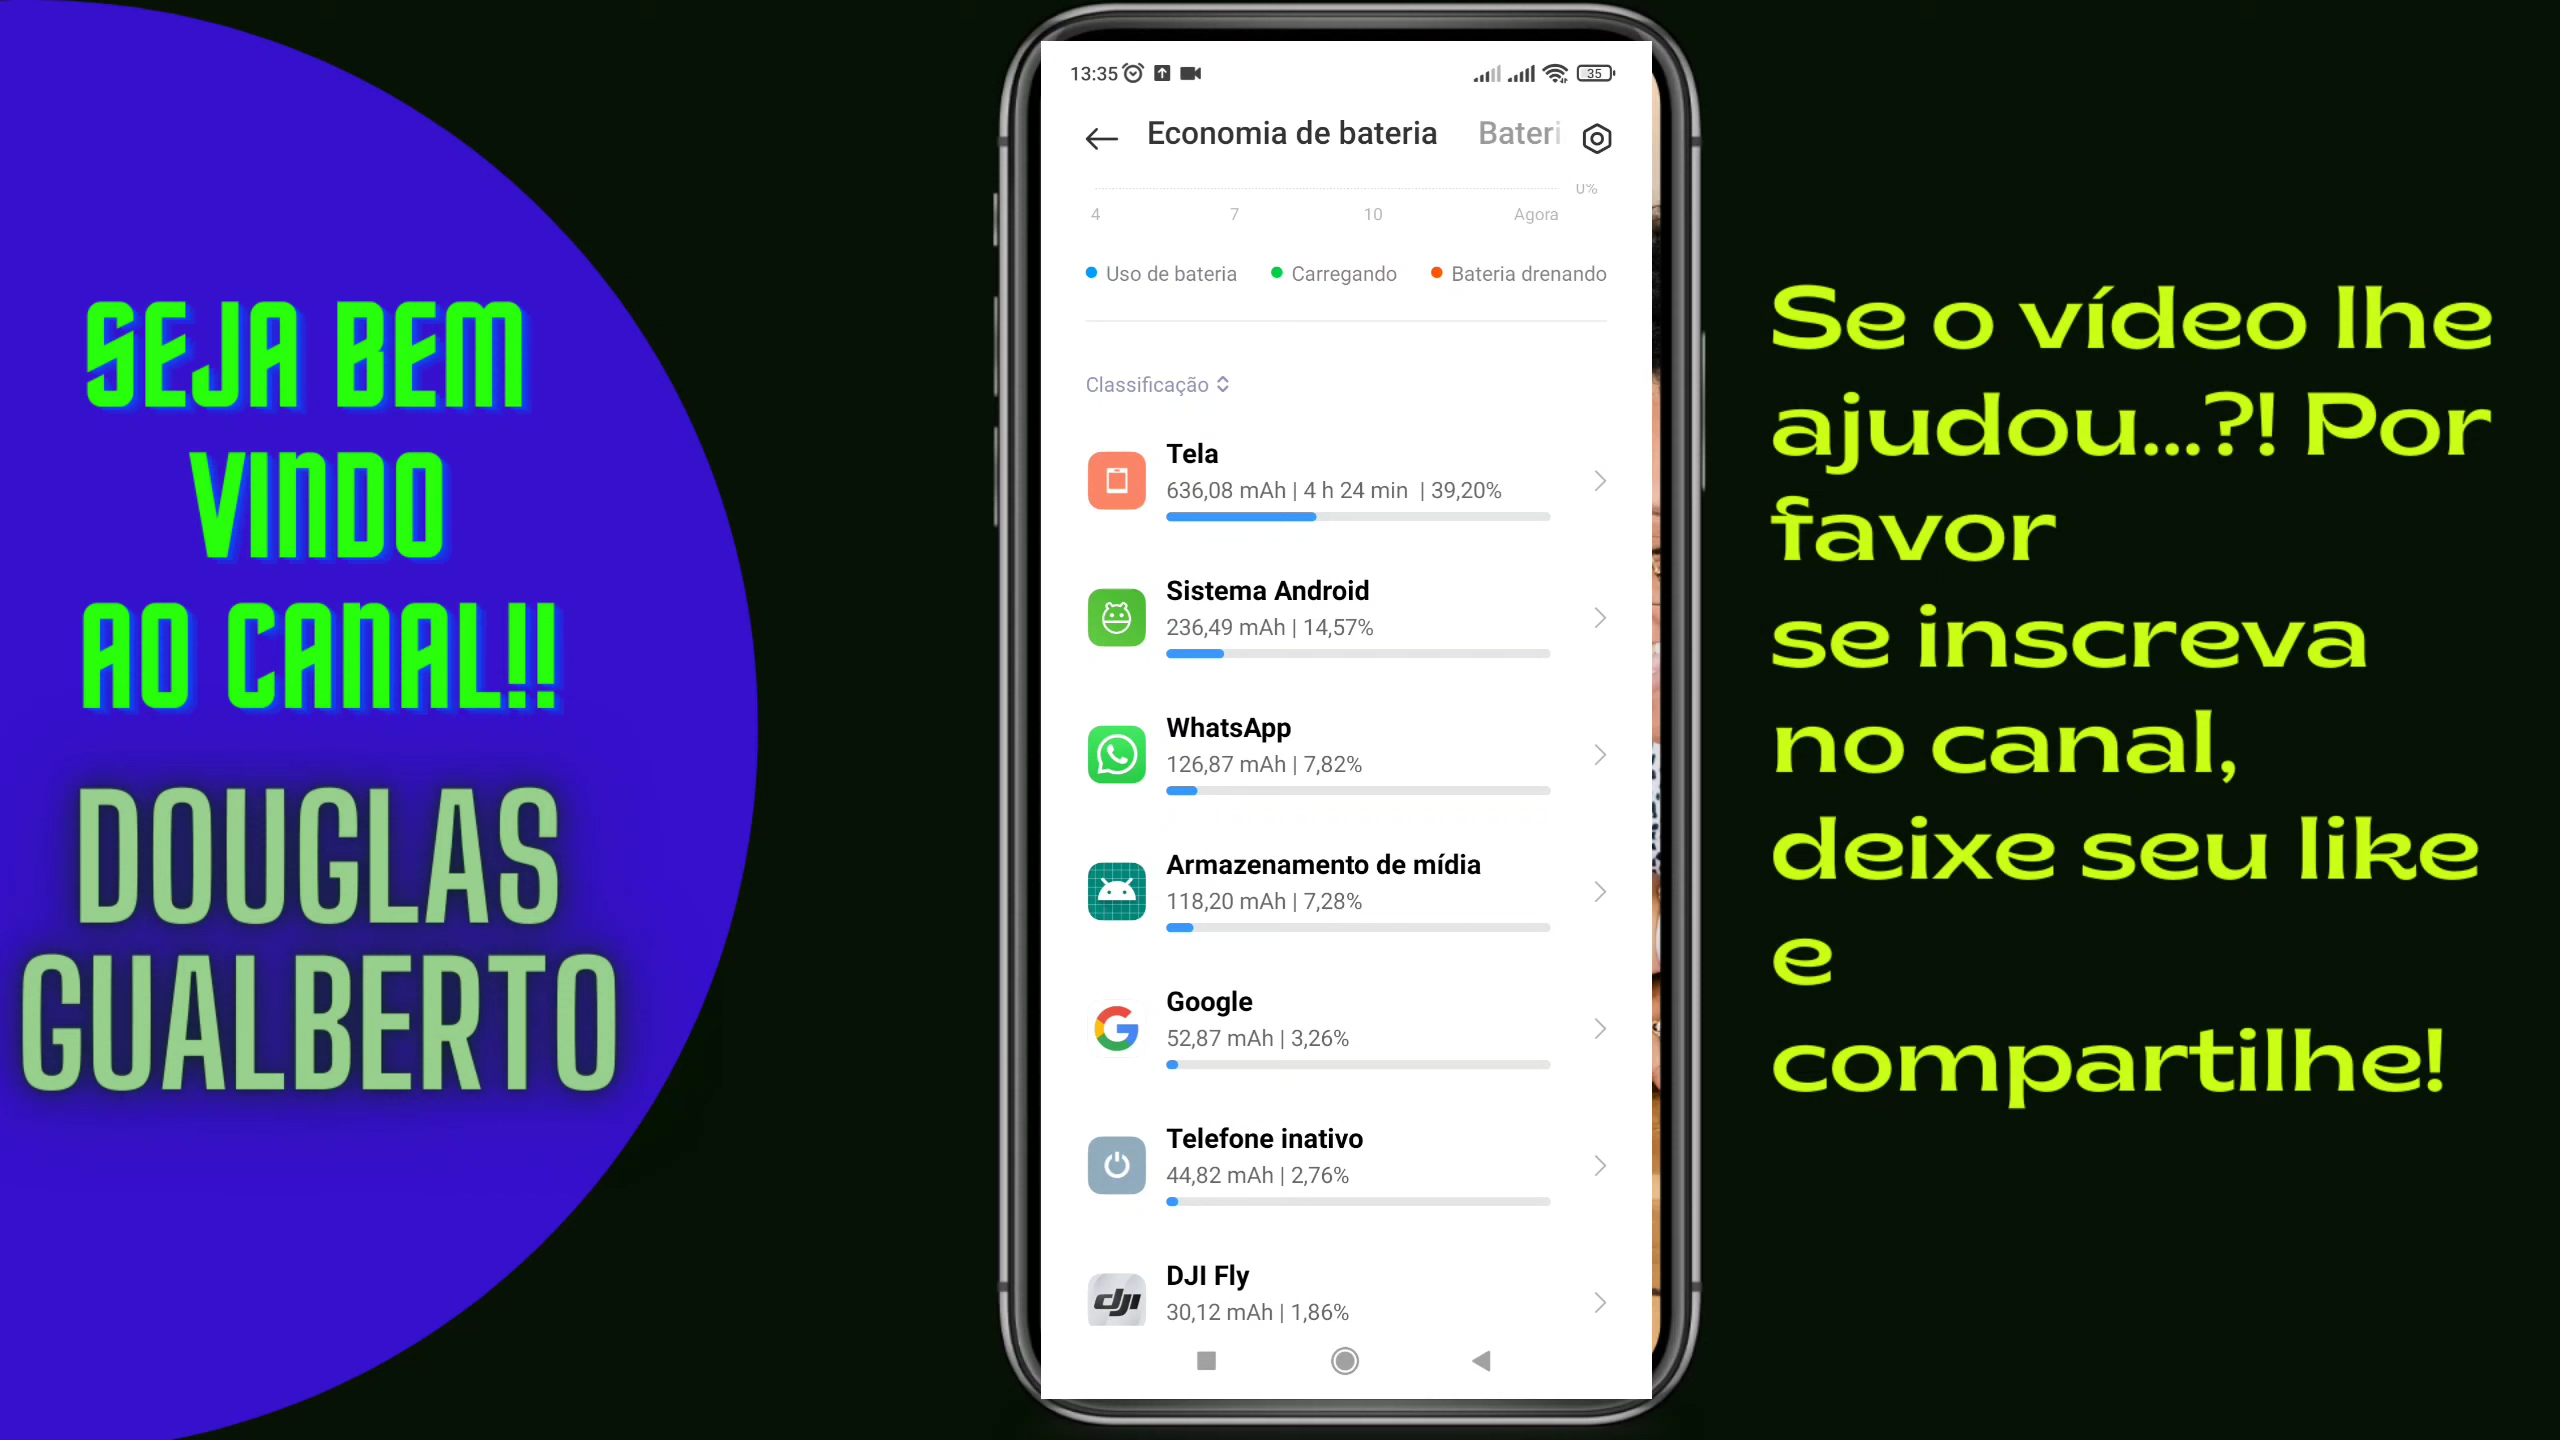 SEJA BEM
VINDO
AO CANAL!!
DOUGLAS
GUALBERTO
13:35
35
Economia de bateria
Bateri
0%
4
7
10
Agora
Uso de bateria
Carregando
Bateria drenando
Classificação
Tela
636,08 mAh | 4 h 24 min | 39,20%
Sistema Android
236,49 mAh | 14,57%
WhatsApp
126,87 mAh | 7,82%
Armazenamento de mídia
118,20 mAh | 7,28%
Google
52,87 mAh | 3,26%
Telefone inativo
44,82 mAh | 2,76%
dji
DJI Fly
30,12 mAh | 1,86%
Se o vídeo lhe
ajudou...?! Por
favor
se inscreva
no canal,
deixe seu like
e
compartilhe!